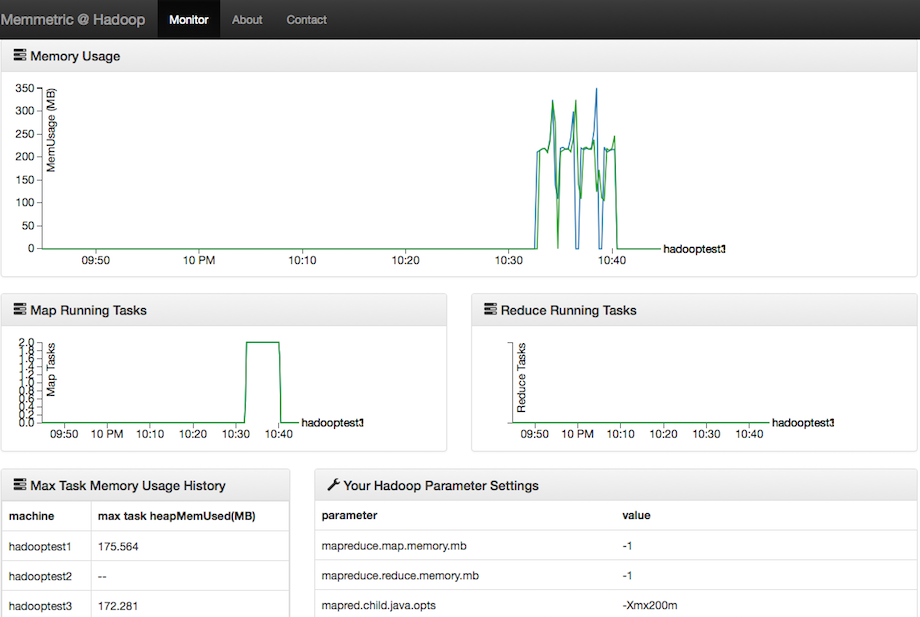 Memmetric @ Hadoop Monitor About Contact
Memory Usage
MemUsage (MB)
350
300
250
200
150
100
50
0
hadooptest3
09:50 10 PM 10:10 10:20 10:30 10:40
Map Running Tasks
Map Tasks
2.0
1.8
1.6
1.4
1.2
1.0
0.8
0.6
0.4
0.2
0.0
hadooptest3
09:50 10 PM 10:10 10:20 10:30 10:40
Reduce Running Tasks
Reduce Tasks
hadooptest3
09:50 10 PM 10:10 10:20 10:30 10:40
Max Task Memory Usage History
machine max task heapMemUsed(MB)
hadooptest1 175.564
hadooptest2 --
hadooptest3 172.281
Your Hadoop Parameter Settings
parameter value
mapreduce.map.memory.mb -1
mapreduce.reduce.memory.mb -1
mapred.child.java.opts -Xmx200m